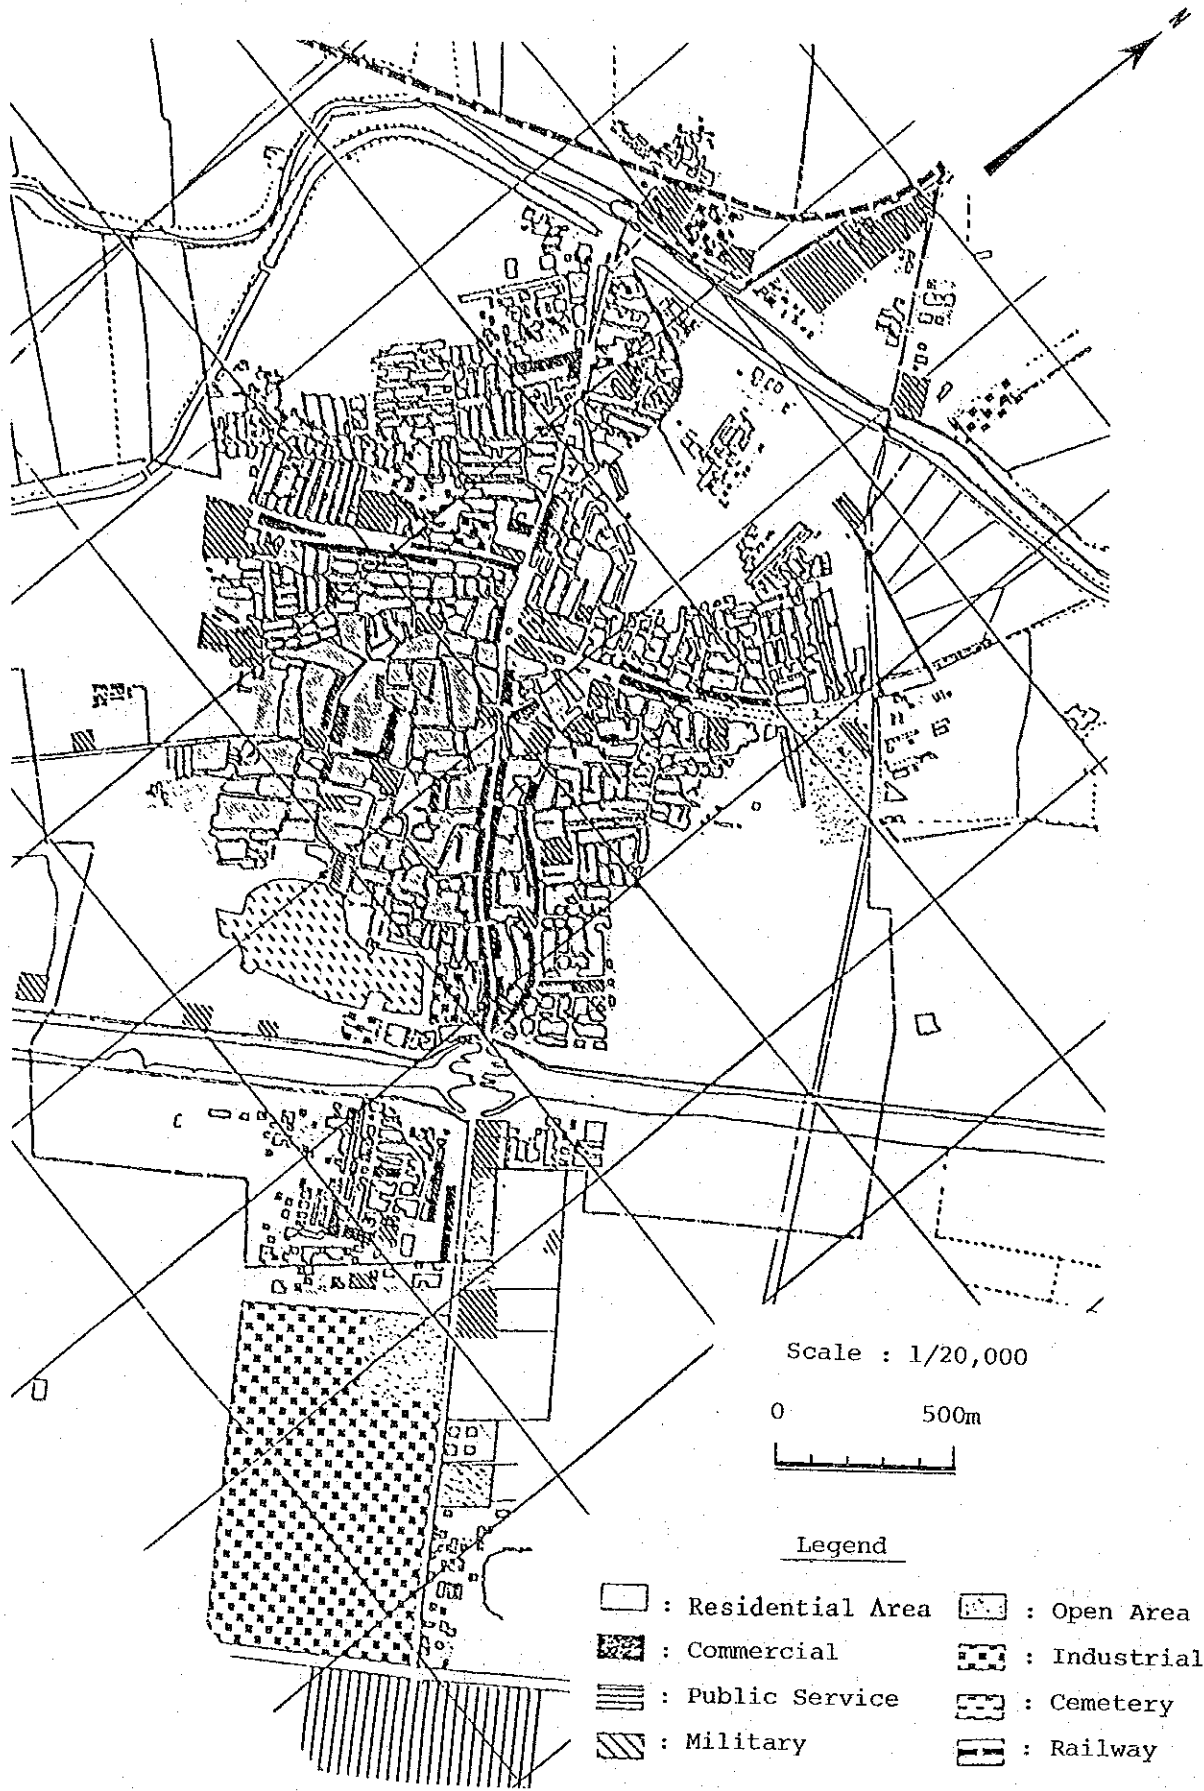 N
Scale : 1/20,000
0 500m
Legend
: Residential Area
: Open Area
: Commercial
: Industrial
: Public Service
: Cemetery
: Military
: Railway